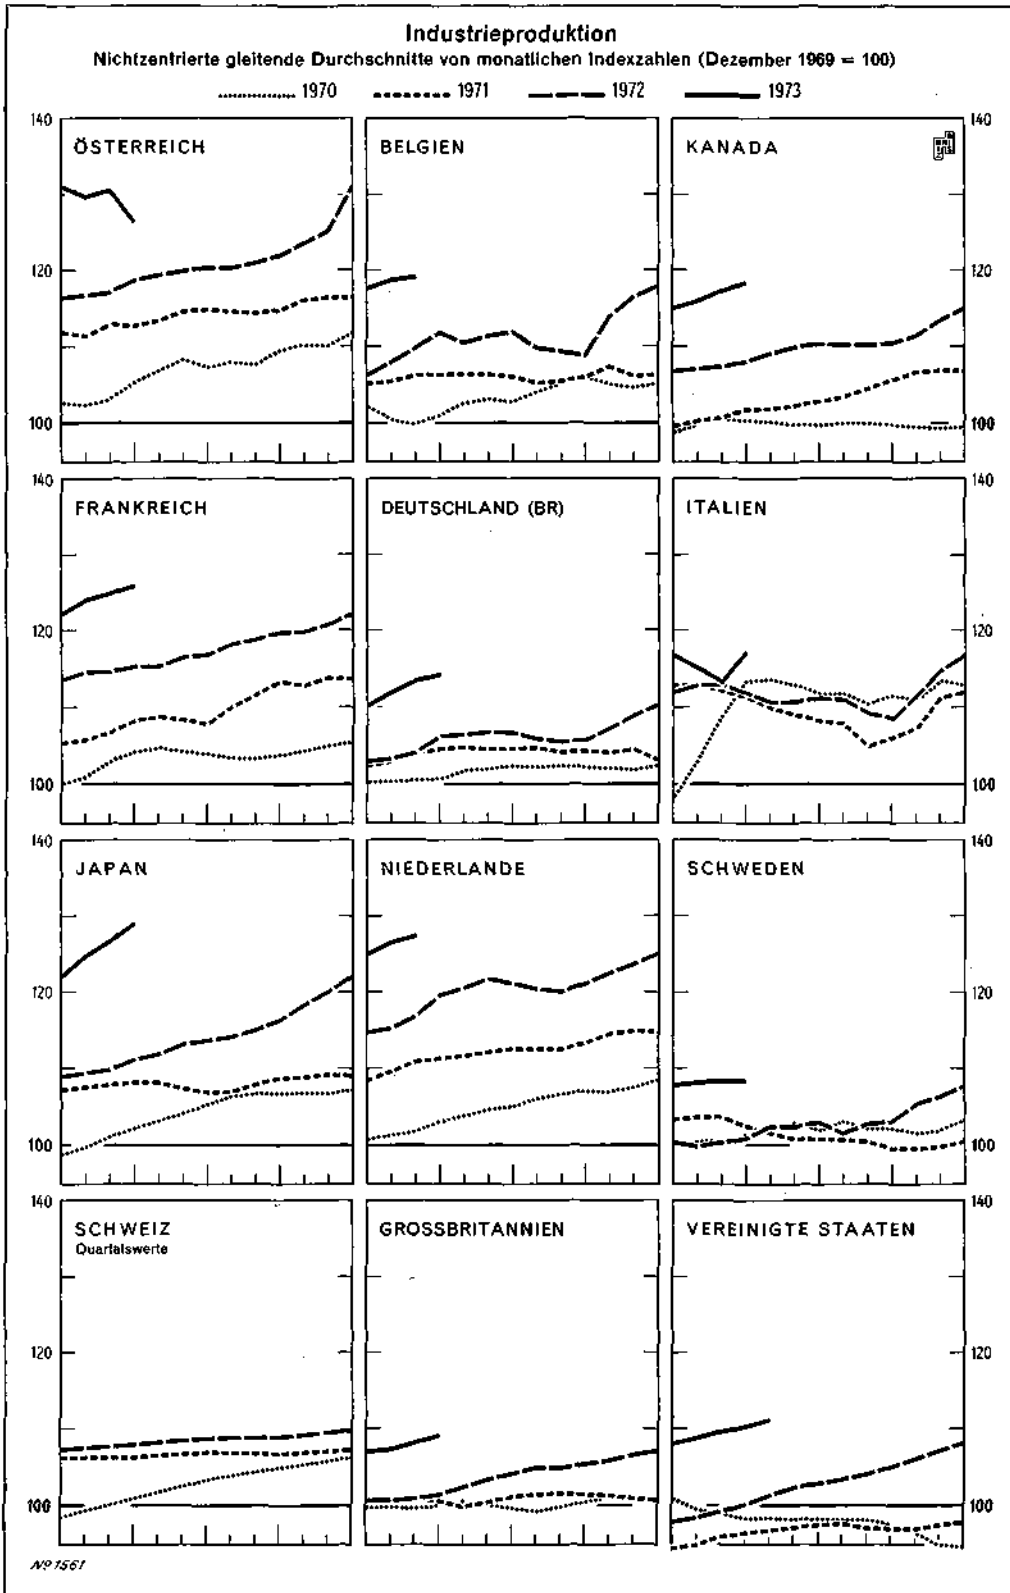 Industrieproduktion
Nichtzentrierte gleitende Durchschnitte von monatlichen Indexzahlen (Dezember 1969 = 100)
1970 1971 1972 1973
140 140
ÖSTERREICH BELGIEN KANADA
120 120
100 100
140 140
FRANKREICH DEUTSCHLAND (BR) ITALIEN
120 120
100 100
140 140
JAPAN NIEDERLANDE SCHWEDEN
120 120
100 100
140 140
SCHWEIZ GROSSBRITANNIEN VEREINIGTE STAATEN
Quartalswerte
120 120
100 100
Nº 1561